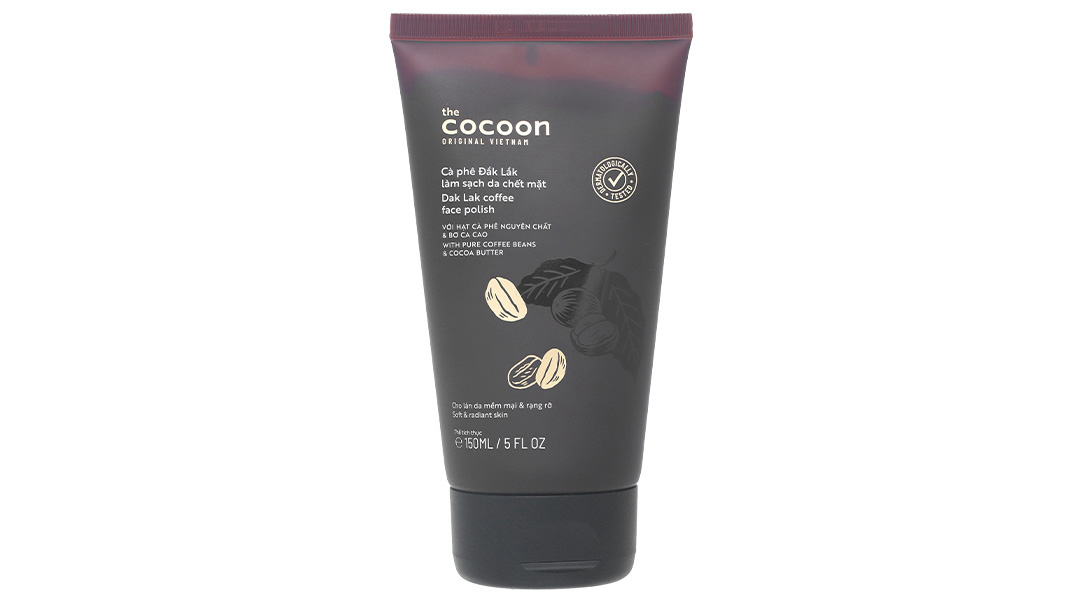 the
cocoon
ORIGINAL VIETNAM
Cà phê Đắk Lắk
làm sạch da chết mặt
Dak Lak coffee
face polish
VỚI HẠT CÀ PHÊ NGUYÊN CHẤT
& BƠ CA CAO
WITH PURE COFFEE BEANS
& COCOA BUTTER
DERMATOLOGICALLY
TESTED
Cho làn da mềm mại & rạng rỡ
Soft & radiant skin
Thể tích thực
℮ 150ML / 5 FL OZ